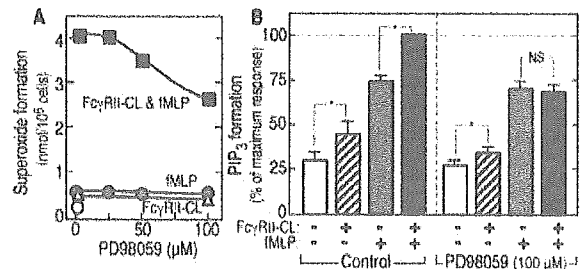 A
Superoxide formation
(nmol/10⁶ cells)
4
3
2
1
0
FcγRII-CL & fMLP
fMLP
FcγRII-CL
0 50 100
PD98059 (µM)
B
PIP₃ formation
(% of maximum response)
100
75
50
25
0
*
*
*
NS
FcγRII-CL: - + - + - + - +
fMLP: - - + + - - + +
Control PD98059 (100 µM)